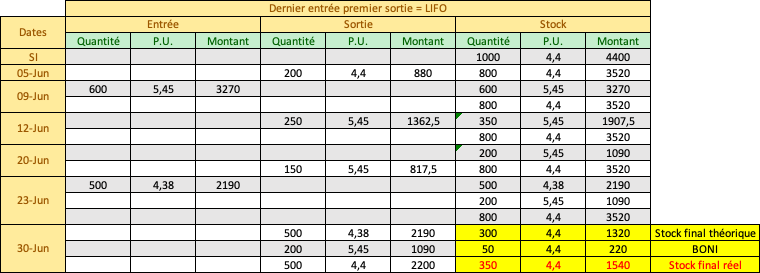 Dernier entrée premier sortie = LIFO
Dates Entrée Sortie Stock
Quantité P.U. Montant Quantité P.U. Montant Quantité P.U. Montant
SI 1000 4,4 4400
05-Jun 200 4,4 880 800 4,4 3520
09-Jun 600 5,45 3270 600 5,45 3270
800 4,4 3520
12-Jun 250 5,45 1362,5 350 5,45 1907,5
800 4,4 3520
20-Jun 200 5,45 1090
150 5,45 817,5 800 4,4 3520
23-Jun 500 4,38 2190 500 4,38 2190
200 5,45 1090
800 4,4 3520
30-Jun 500 4,38 2190 300 4,4 1320 Stock final théorique
200 5,45 1090 50 4,4 220 BONI
500 4,4 2200 350 4,4 1540 Stock final réel